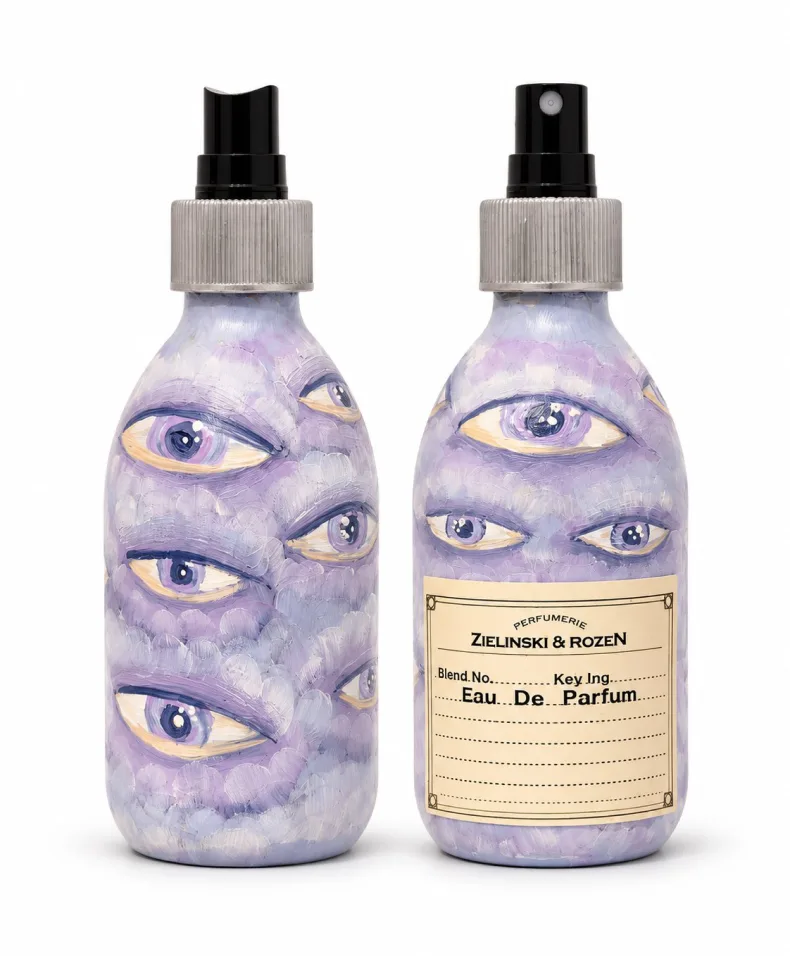 PERFUMERIE
ZIELINSKI & ROZEN
Blend No. Key Ing.
Eau De Parfum